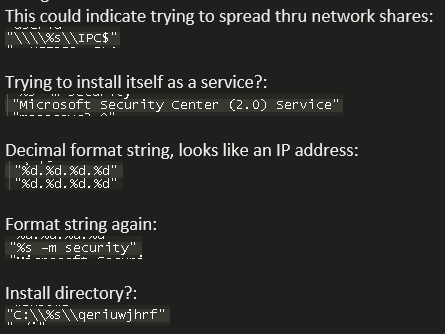 This could indicate trying to spread thru network shares:
"\\\\%s\\IPC$"
Trying to install itself as a service?:
"Microsoft Security Center (2.0) Service"
Decimal format string, looks like an IP address:
"%d.%d.%d.%d"
"%d.%d.%d.%d"
Format string again:
"%s -m security"
Install directory?:
"C:\\%s\\qeriuwjhrf"